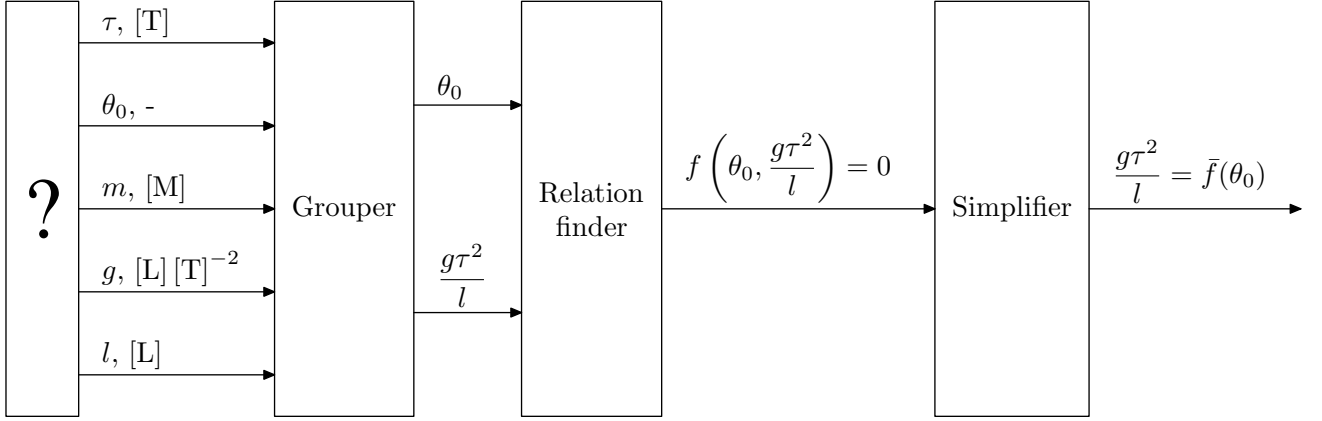 ?
τ, [T]
θ₀, -
m, [M]
g, [L] [T]⁻²
l, [L]
Grouper
θ₀
gτ²/l
Relation
finder
f(θ₀, gτ²/l) = 0
Simplifier
gτ²/l = f̄(θ₀)